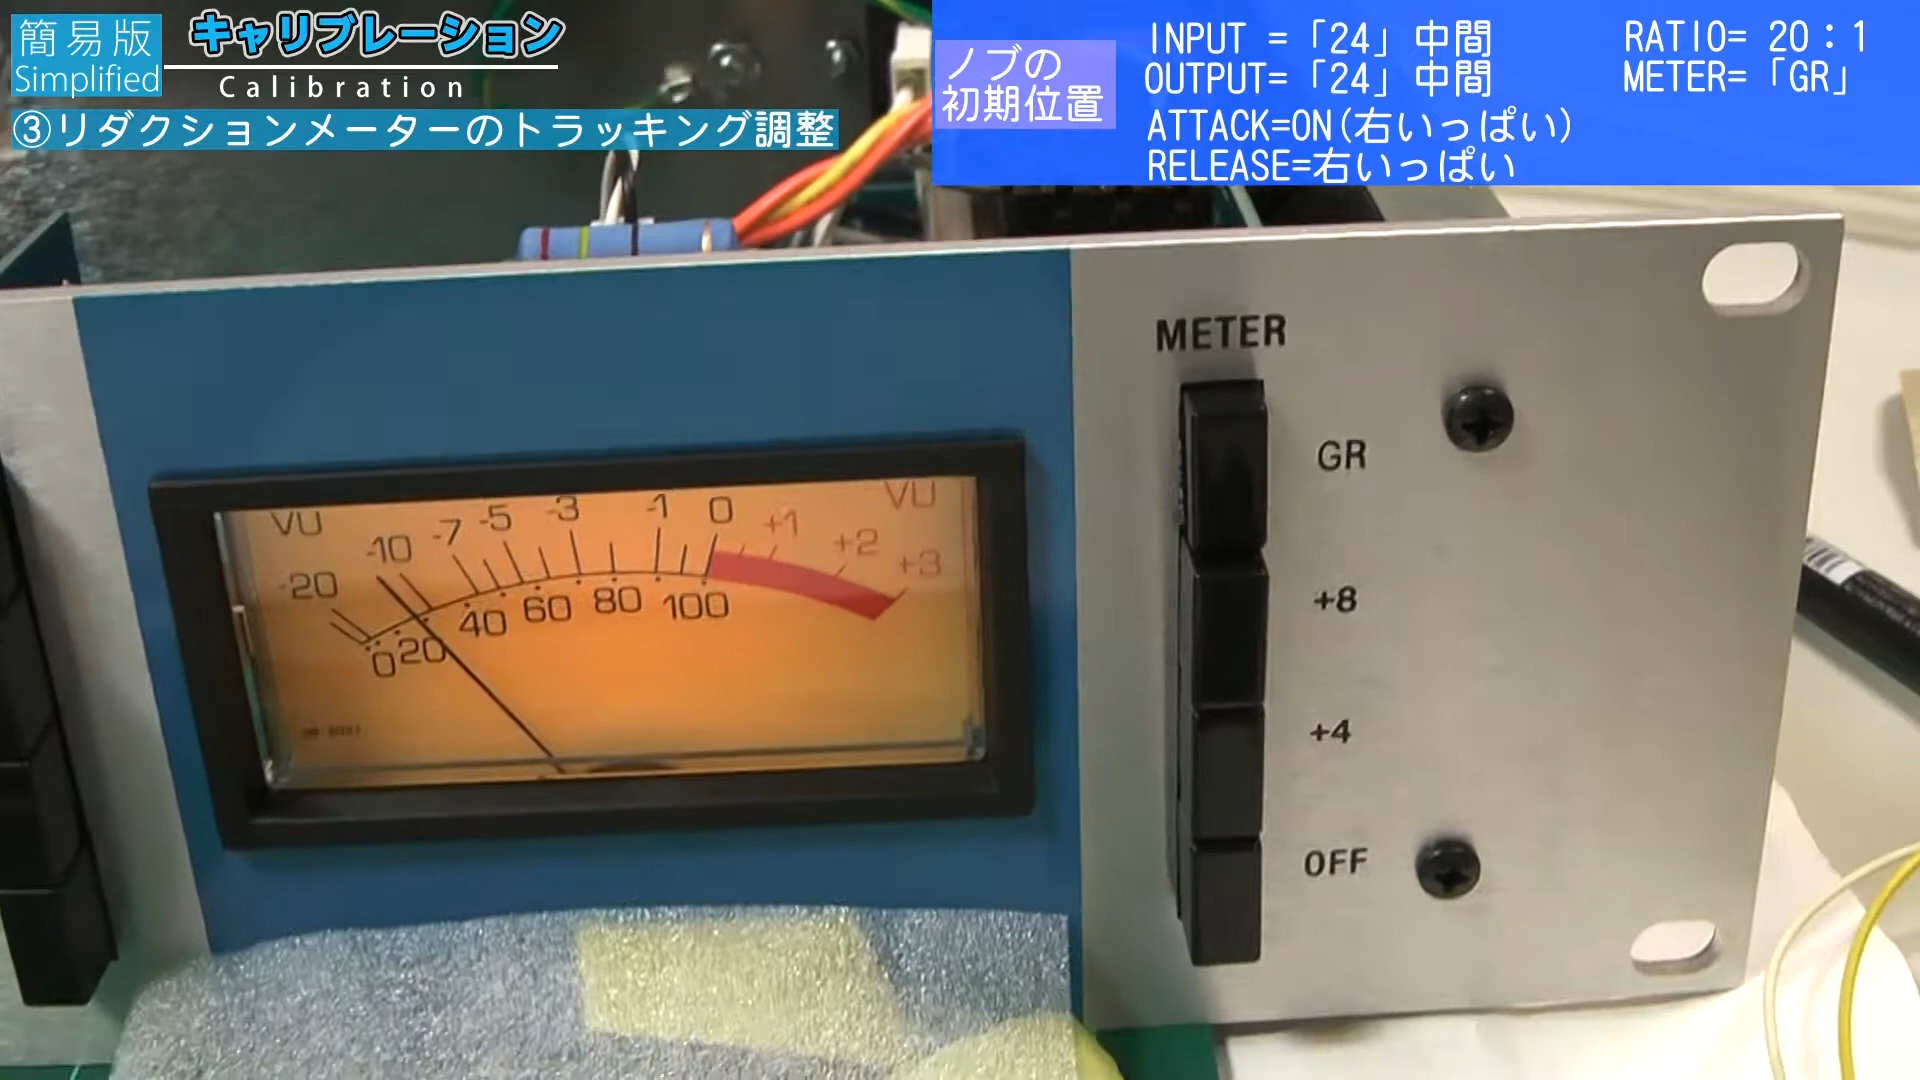 簡易版
Simplified
キャリブレーション
Calibration
③リダクションメーターのトラッキング調整
ノブの
初期位置
INPUT =「24」中間
OUTPUT=「24」中間
ATTACK=ON(右いっぱい)
RELEASE=右いっぱい
RATIO= 20：1
METER=「GR」
METER
GR
+8
+4
OFF
VU
VU
-20 -10 -7 -5 -3 -1 0 +1 +2 +3
0 20 40 60 80 100